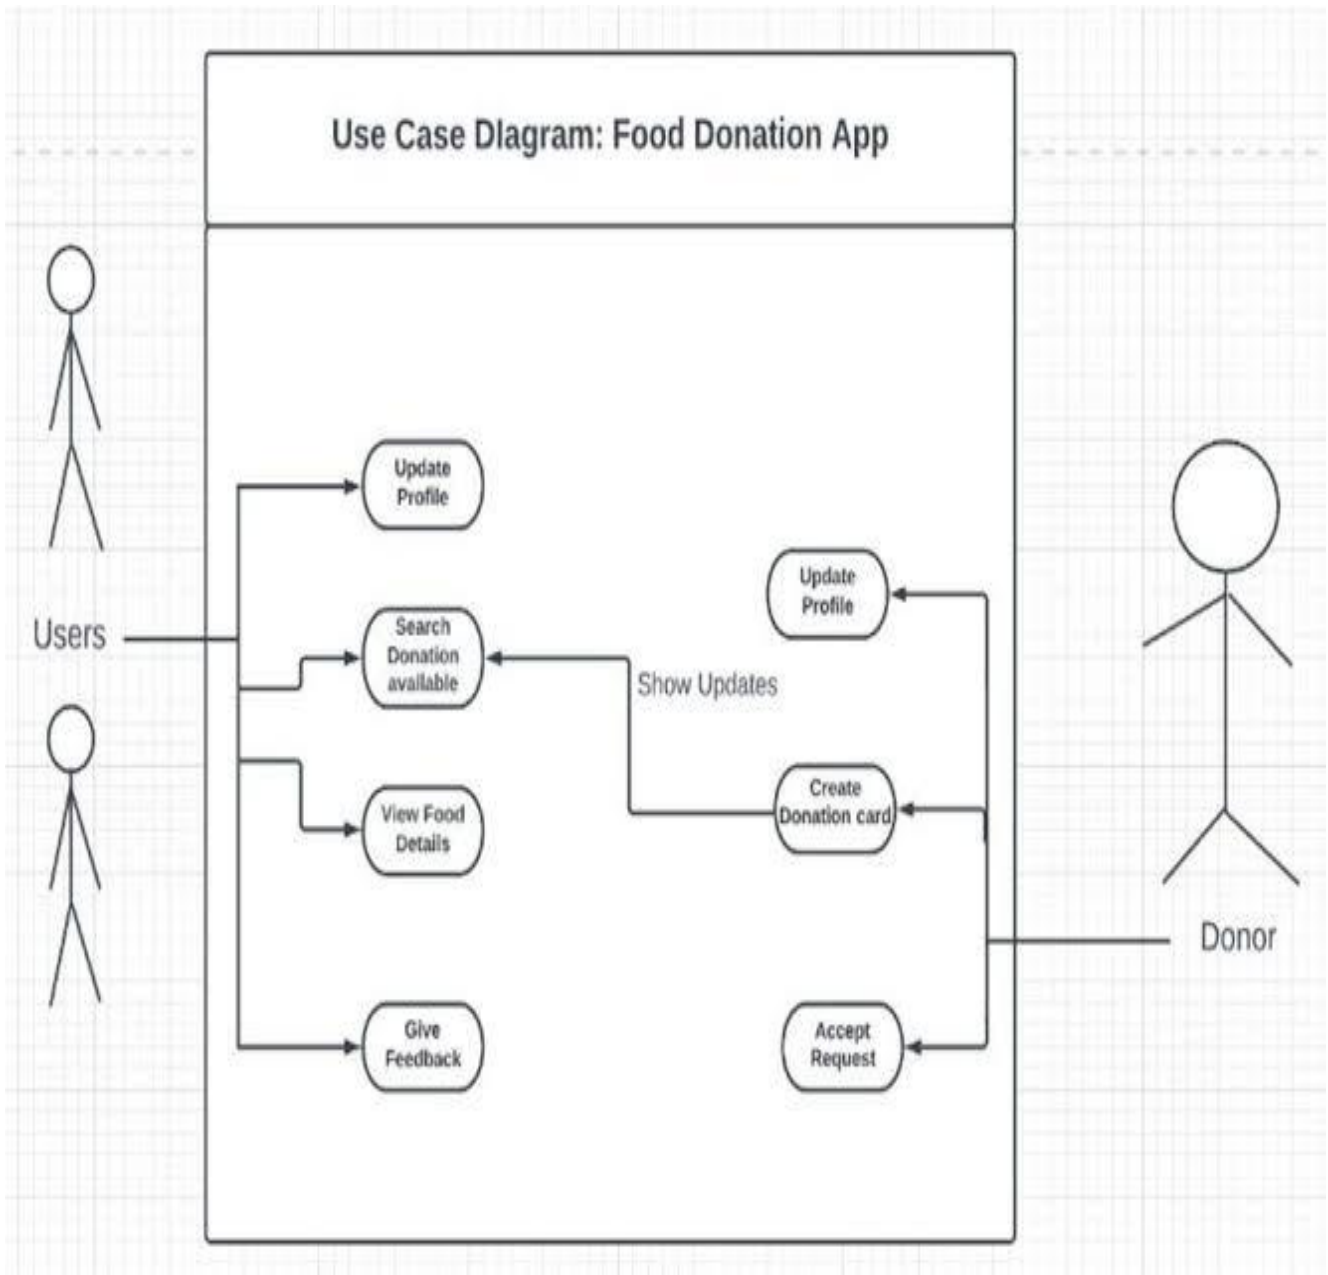 Use Case DIagram: Food Donation App
Update
Profile
Users
Search
Donation
available
View Food
Details
Give
Feedback
Show Updates
Update
Profile
Create
Donation card
Accept
Request
Donor